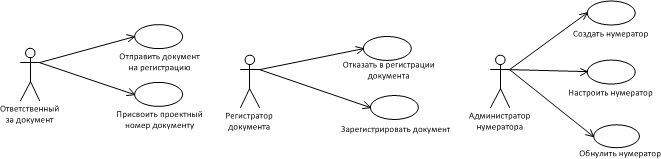 Отправить документ
на регистрацию
Ответственный
за документ
Присвоить проектный
номер документу
Отказать в регистрации
документа
Регистратор
документа
Зарегистрировать документ
Создать нумератор
Настроить нумератор
Администратор
нумератора
Обнулить нумератор